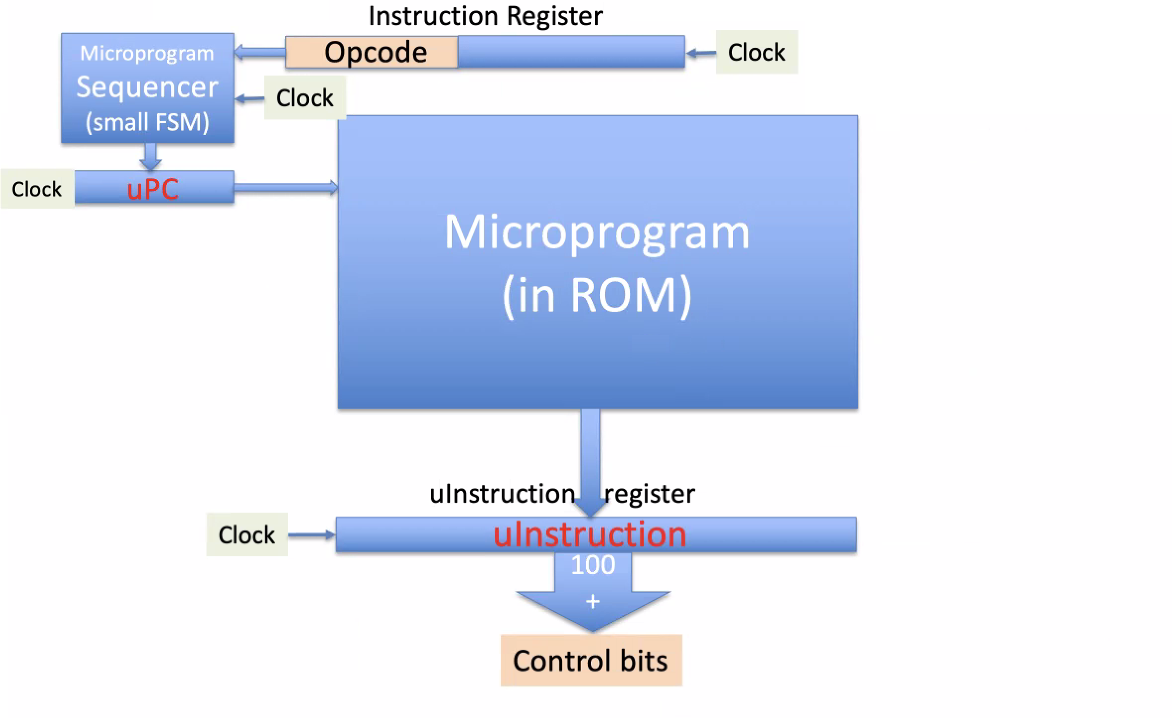 Instruction Register
Microprogram
Sequencer
(small FSM)
Opcode
Clock
Clock
Clock
uPC
Microprogram
(in ROM)
uInstruction register
Clock
uInstruction
100
+
Control bits